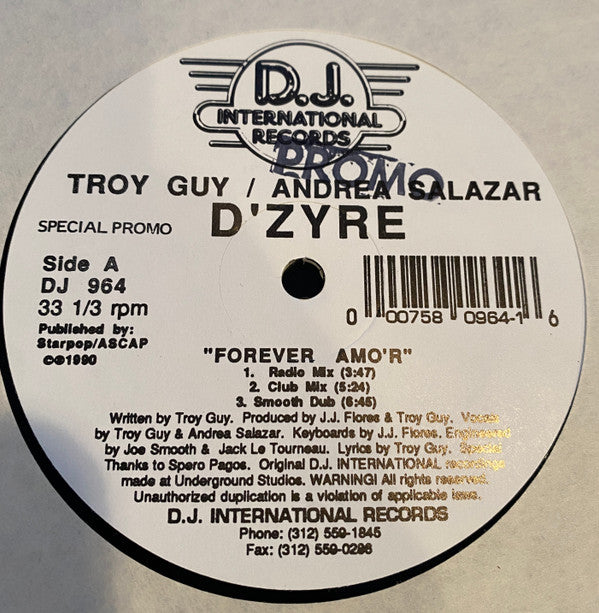 D.J.
INTERNATIONAL
RECORDS
PROMO
TROY GUY / ANDREA SALAZAR
D'ZYRE
SPECIAL PROMO
Side A
DJ 964
33 1/3 rpm
Published by:
Starpop/ASCAP
©℗1990
0 00758 0964-1 6
"FOREVER AMO'R"
1. Radio Mix (3:47)
2. Club Mix (5:24)
3. Smooth Dub (6:45)
Written by Troy Guy. Produced by J.J. Flores & Troy Guy. Vocals
by Troy Guy & Andrea Salazar. Keyboards by J.J. Flores. Engineered
by Joe Smooth & Jack Le Tourneau. Lyrics by Troy Guy. Special
Thanks to Spero Pagos. Original D.J. INTERNATIONAL recordings
made at Underground Studios. WARNING! All rights reserved.
Unauthorized duplication is a violation of applicable laws.
D.J. INTERNATIONAL RECORDS
Phone: (312) 559-1845
Fax: (312) 559-0286